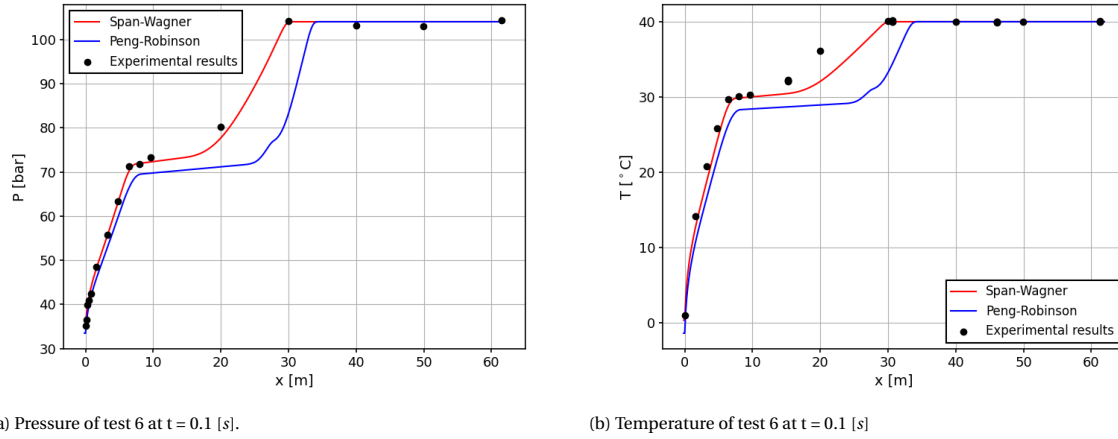 Span-Wagner
Peng-Robinson
Experimental results
100
90
80
70
60
50
40
30
P [bar]
0 10 20 30 40 50 60
x [m]
40
30
20
10
0
T [°C]
Span-Wagner
Peng-Robinson
Experimental results
0 10 20 30 40 50 60
x [m]
) Pressure of test 6 at t = 0.1 [s].
(b) Temperature of test 6 at t = 0.1 [s]